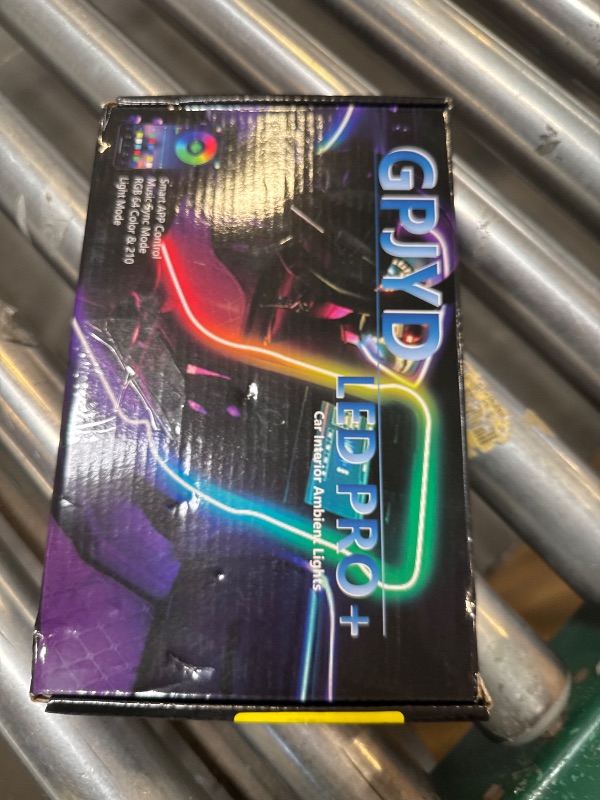 GPJYD
LED PRO+
Car Interior Ambient Lights
Smart APP Control
Music Sync Mode
RGB 64 Color & 210
Light Mode